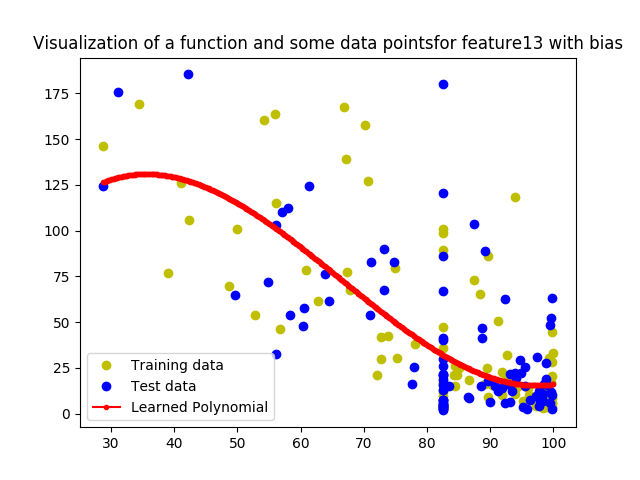 Visualization of a function and some data pointsfor feature13 with bias
175
150
125
100
75
50
25
0
Training data
Test data
Learned Polynomial
30 40 50 60 70 80 90 100